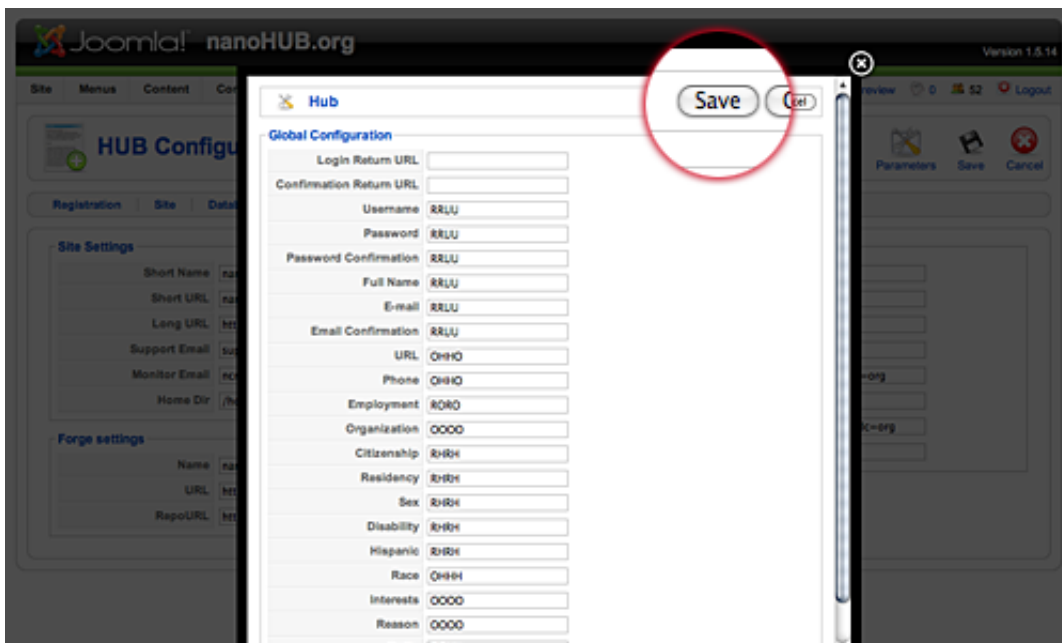 Joomla! nanoHUB.org
Version 1.5.14
Site Menus Content
52 Logout
Hub
Save
HUB
Parameters Save Cancel
Global Configuration
Login Return URL
Confirmation Return URL
Registration Site
Username RRUU
Password RRUU
Site Settings
Password Confirmation RRUU
Short Name
Full Name RRUU
Short URL
E-mail RRUU
Long URL
Email Confirmation RRUU
Support Email
URL OHHO
Monitor Email
Phone OHHO
Home Dir
Employment RORO
Organization OOOO
Forge settings
Citizenship RHRH
Name
Residency RHRH
URL
Sex RHRH
RepoURL
Disability RHRH
Hispanic RHRH
Race OHHH
Interests OOOO
Reason OOOO